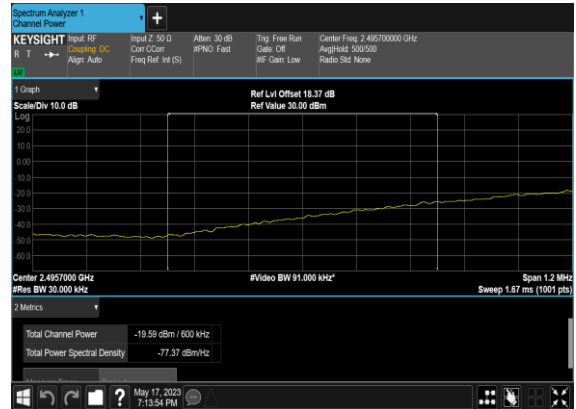 Spectrum Analyzer 1
Channel Power
+
KEYSIGHT
R T
LU
Input: RF
Coupling: DC
Align: Auto
Input Z: 50 Ω
Corr CCorr
Freq Ref: Int (S)
Atten: 30 dB
#PNO: Fast
Trig: Free Run
Gate: Off
#IF Gain: Low
Center Freq: 2.495700000 GHz
Avg|Hold: 500/500
Radio Std: None
1 Graph
Scale/Div 10.0 dB
Ref Lvl Offset 18.37 dB
Ref Value 30.00 dBm
Log
20.0
10.0
0.00
-10.0
-20.0
-30.0
-40.0
-50.0
-60.0
Center 2.4957000 GHz
#Res BW 30.000 kHz
#Video BW 91.000 kHz*
Span 1.2 MHz
Sweep 1.67 ms (1001 pts)
2 Metrics
Total Channel Power -19.59 dBm / 600 kHz
Total Power Spectral Density -77.37 dBm/Hz
?
May 17, 2023
7:13:54 PM